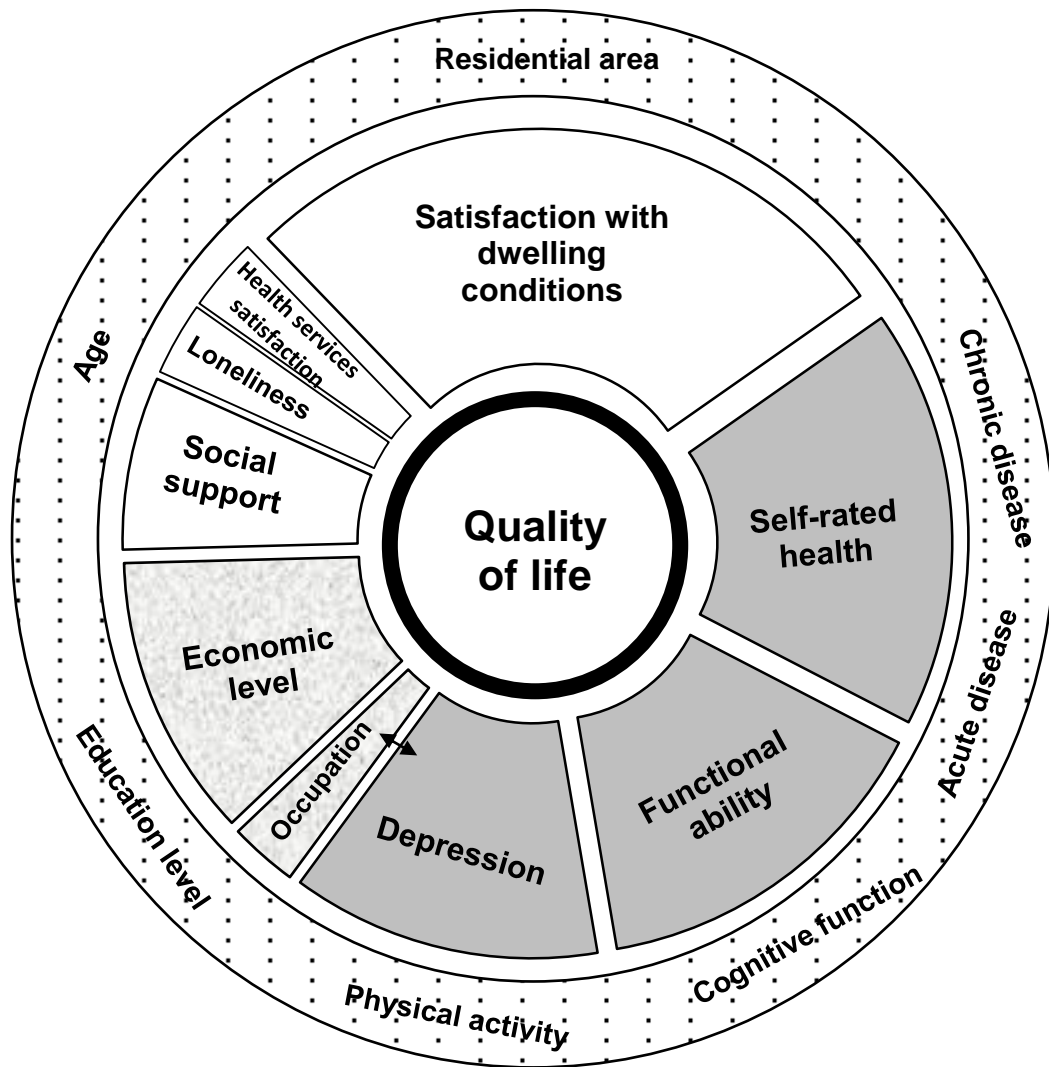 Residential area
Satisfaction with
dwelling
conditions
Health services
satisfaction
Loneliness
Social
support
Age
Chronic disease
Self-rated
health
Quality
of life
Economic
level
Occupation
Depression
Functional
ability
Acute disease
Education level
Cognitive function
Physical activity